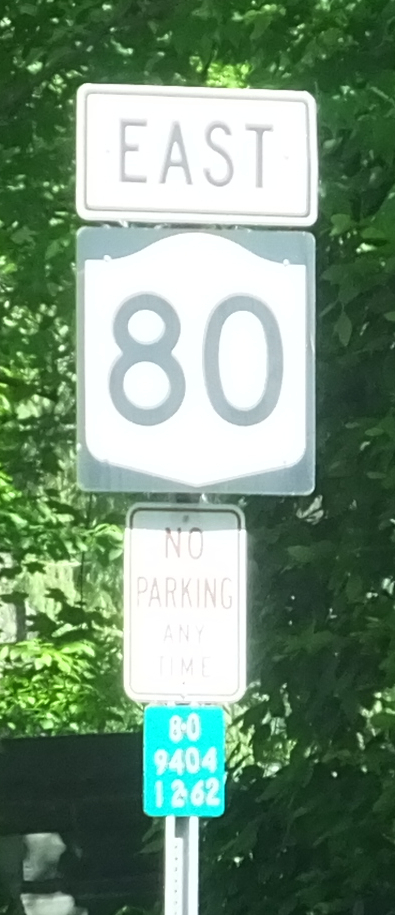 EAST
80
NO
PARKING
ANY
TIME
80
9404
1262